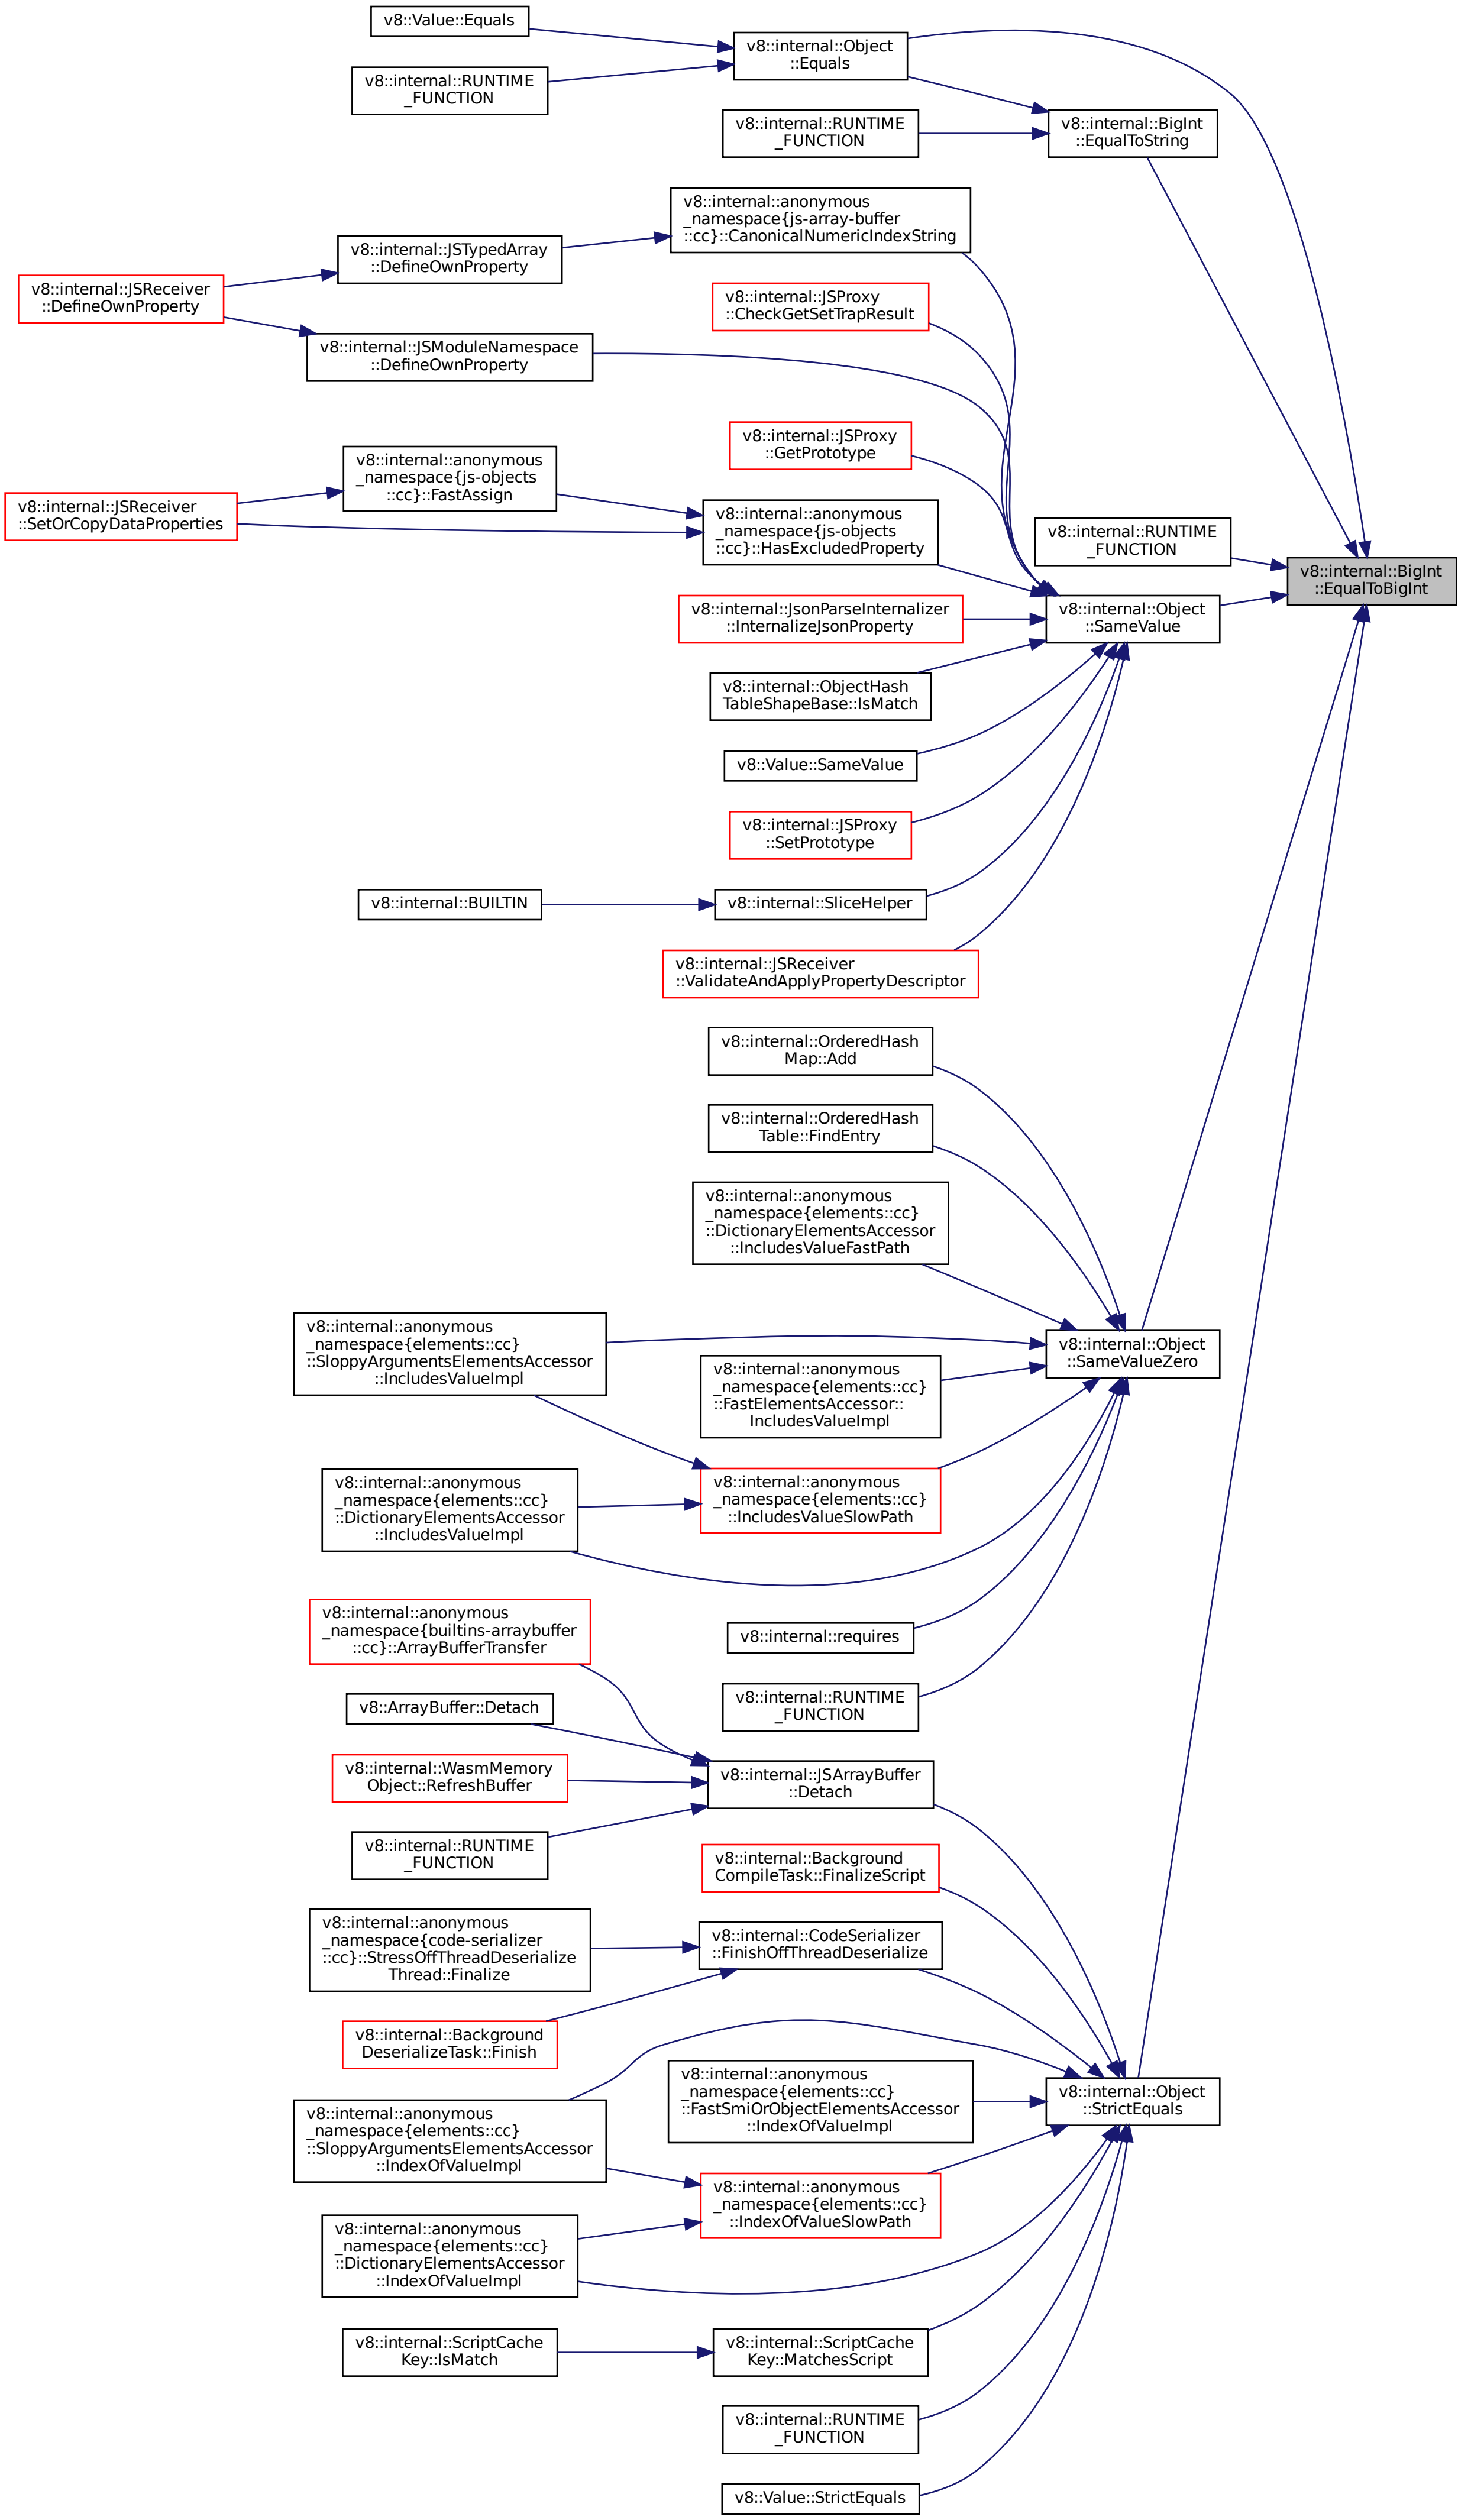 v8::Value::Equals
v8::internal::Object
::Equals
v8::internal::RUNTIME
_FUNCTION
v8::internal::RUNTIME
_FUNCTION
v8::internal::BigInt
::EqualToString
v8::internal::anonymous
_namespace{js-array-buffer
::cc}::CanonicalNumericIndexString
v8::internal::JSTypedArray
::DefineOwnProperty
v8::internal::JSReceiver
::DefineOwnProperty
v8::internal::JSProxy
::CheckGetSetTrapResult
v8::internal::JSModuleNamespace
::DefineOwnProperty
v8::internal::JSProxy
::GetPrototype
v8::internal::anonymous
_namespace{js-objects
::cc}::FastAssign
v8::internal::JSReceiver
::SetOrCopyDataProperties
v8::internal::anonymous
_namespace{js-objects
::cc}::HasExcludedProperty
v8::internal::RUNTIME
_FUNCTION
v8::internal::BigInt
::EqualToBigInt
v8::internal::JsonParseInternalizer
::InternalizeJsonProperty
v8::internal::Object
::SameValue
v8::internal::ObjectHash
TableShapeBase::IsMatch
v8::Value::SameValue
v8::internal::JSProxy
::SetPrototype
v8::internal::BUILTIN
v8::internal::SliceHelper
v8::internal::JSReceiver
::ValidateAndApplyPropertyDescriptor
v8::internal::OrderedHash
Map::Add
v8::internal::OrderedHash
Table::FindEntry
v8::internal::anonymous
_namespace{elements::cc}
::DictionaryElementsAccessor
::IncludesValueFastPath
v8::internal::anonymous
_namespace{elements::cc}
::SloppyArgumentsElementsAccessor
::IncludesValueImpl
v8::internal::Object
::SameValueZero
v8::internal::anonymous
_namespace{elements::cc}
::FastElementsAccessor::
IncludesValueImpl
v8::internal::anonymous
_namespace{elements::cc}
::DictionaryElementsAccessor
::IncludesValueImpl
v8::internal::anonymous
_namespace{elements::cc}
::IncludesValueSlowPath
v8::internal::anonymous
_namespace{builtins-arraybuffer
::cc}::ArrayBufferTransfer
v8::internal::requires
v8::ArrayBuffer::Detach
v8::internal::RUNTIME
_FUNCTION
v8::internal::WasmMemory
Object::RefreshBuffer
v8::internal::JSArrayBuffer
::Detach
v8::internal::RUNTIME
_FUNCTION
v8::internal::Background
CompileTask::FinalizeScript
v8::internal::anonymous
_namespace{code-serializer
::cc}::StressOffThreadDeserialize
Thread::Finalize
v8::internal::CodeSerializer
::FinishOffThreadDeserialize
v8::internal::Background
DeserializeTask::Finish
v8::internal::anonymous
_namespace{elements::cc}
::FastSmiOrObjectElementsAccessor
::IndexOfValueImpl
v8::internal::Object
::StrictEquals
v8::internal::anonymous
_namespace{elements::cc}
::SloppyArgumentsElementsAccessor
::IndexOfValueImpl
v8::internal::anonymous
_namespace{elements::cc}
::IndexOfValueSlowPath
v8::internal::anonymous
_namespace{elements::cc}
::DictionaryElementsAccessor
::IndexOfValueImpl
v8::internal::ScriptCache
Key::IsMatch
v8::internal::ScriptCache
Key::MatchesScript
v8::internal::RUNTIME
_FUNCTION
v8::Value::StrictEquals